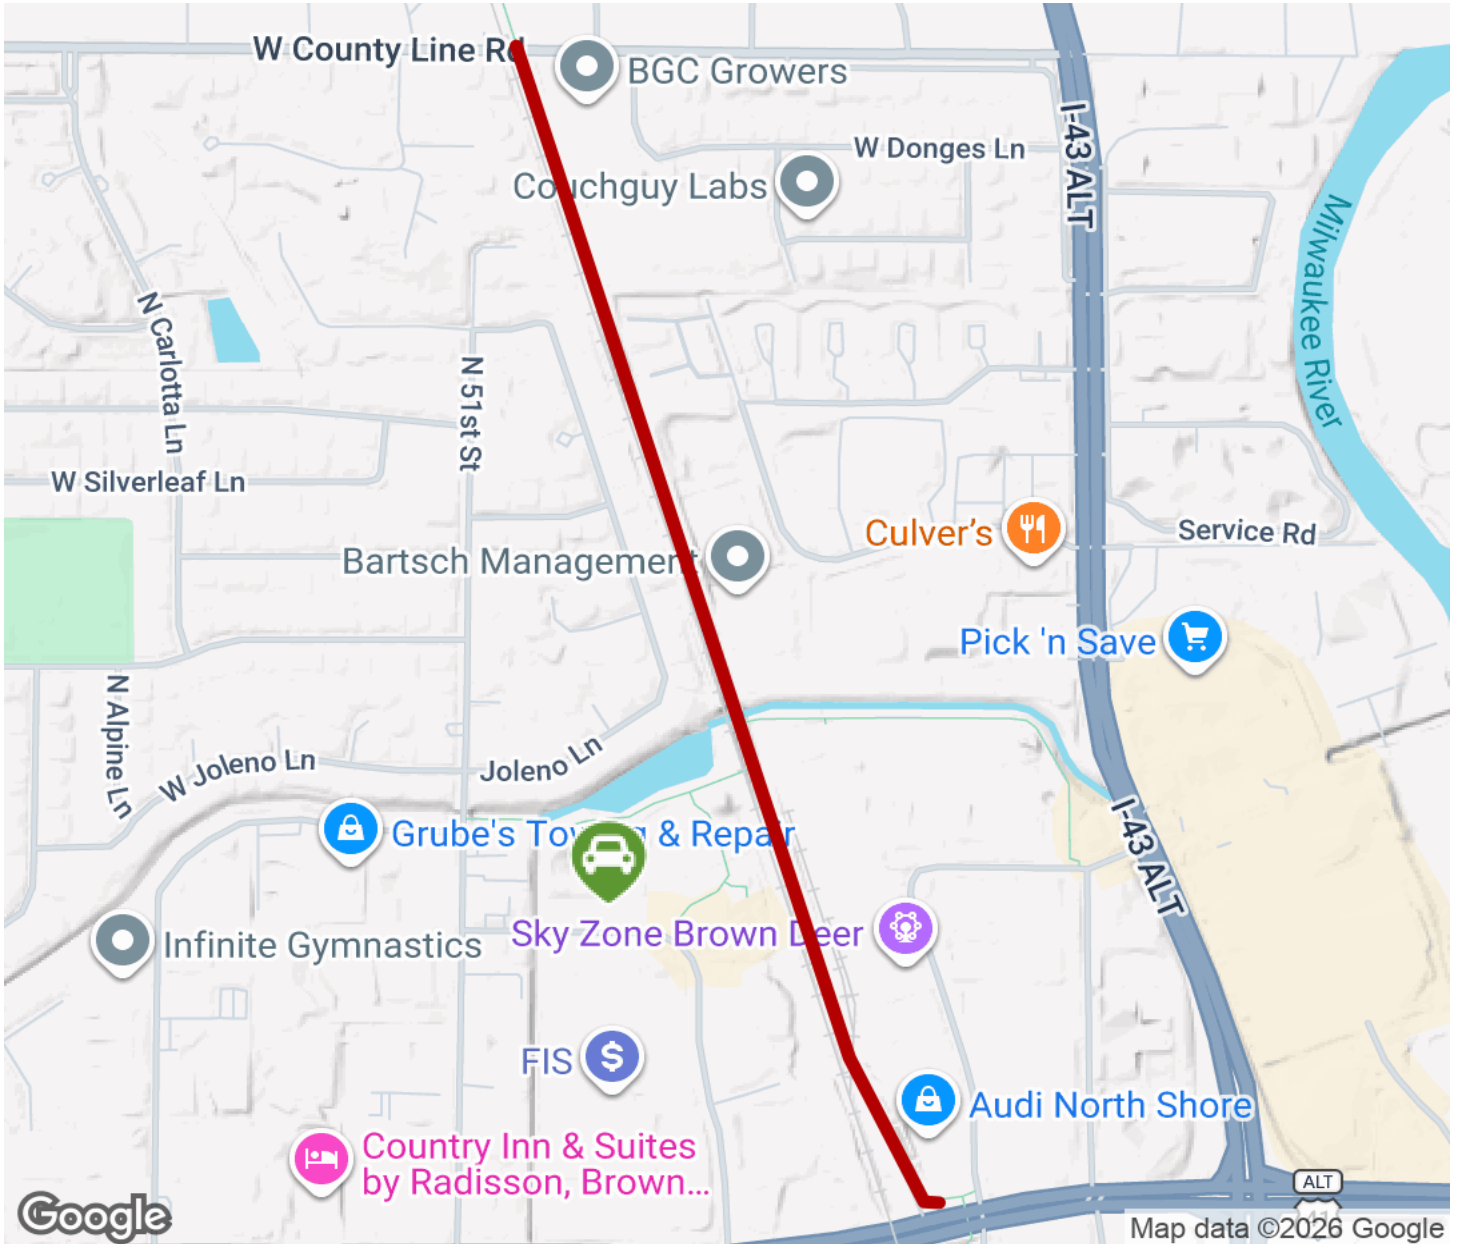 W County Line Rd
BGC Growers
I-43 ALT
W Donges Ln
Couchguy Labs
Milwaukee River
N Carlotta Ln
N 51st St
W Silverleaf Ln
Culver's
Service Rd
Bartsch Management
Pick 'n Save
N Alpine Ln
W Joleno Ln
Joleno Ln
I-43 ALT
Grube's Towing & Repair
Sky Zone Brown Deer
Infinite Gymnastics
FIS
$
Audi North Shore
Country Inn & Suites
by Radisson, Brown...
ALT
Google
Map data ©2026 Google